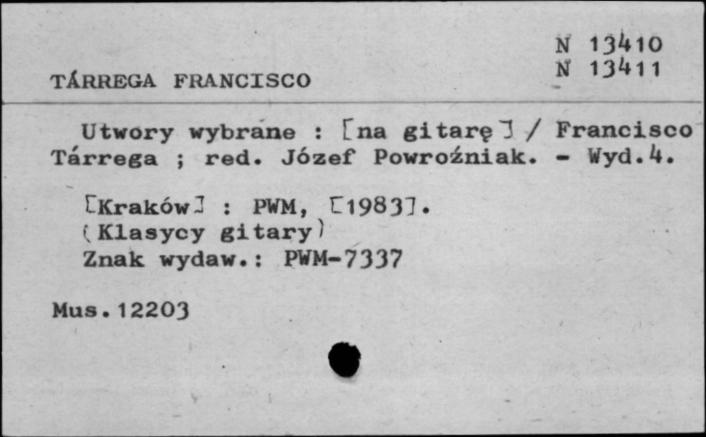 N 13410
N 13411
TÁRREGA FRANCISCO
Utwory wybrane : [na gitarę] / Francisco
Tárrega ; red. Józef Powroźniak. - Wyd.4.
[Kraków] : PWM, [1983].
(Klasycy gitary)
Znak wydaw.: PWM-7337
Mus.12203